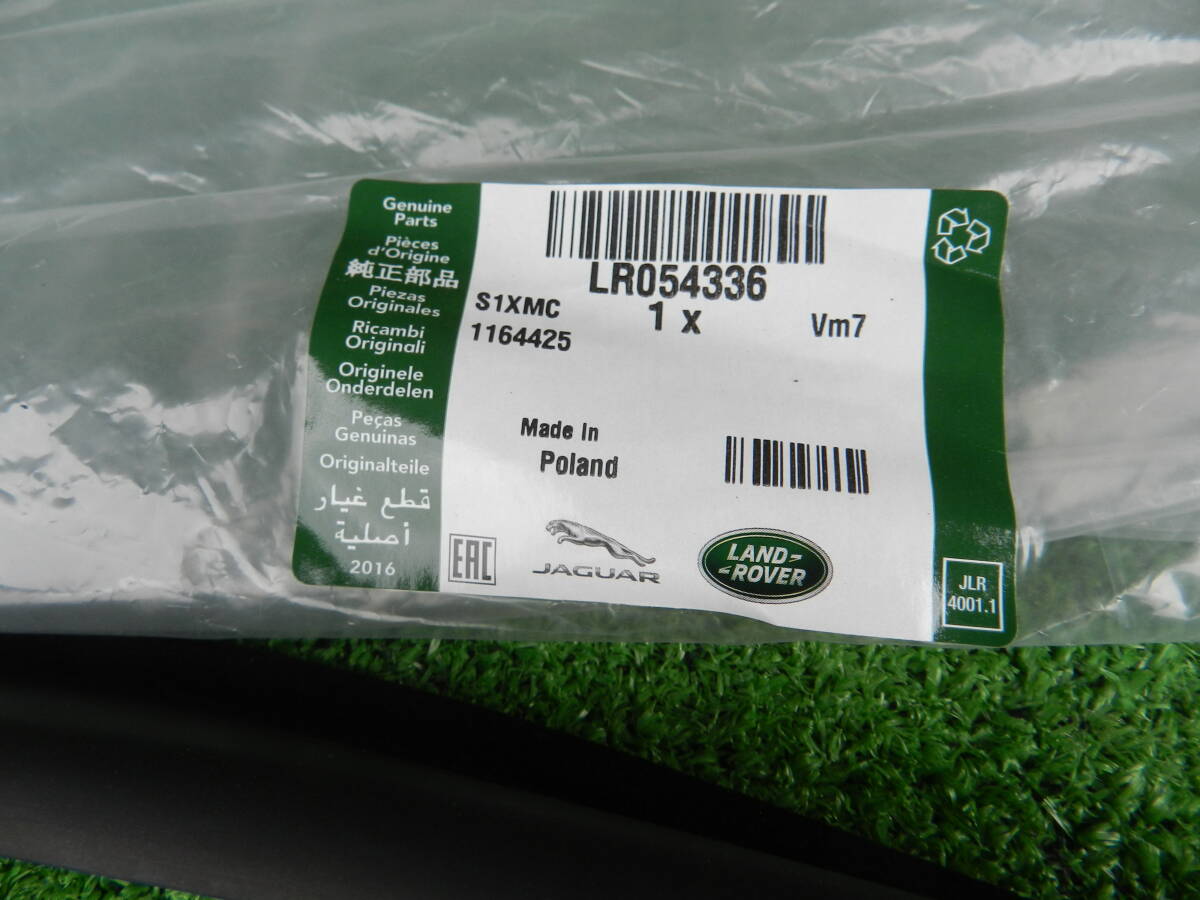 Genuine
Parts
Pièces
d'Origine
純正部品
Piezas
Originales
Ricambi
Originali
Originele
Onderdelen
Peças
Genuinas
Originalteile
قطع غيار
أصلية
2016
LR054336
S1XMC
1 x
Vm7
1164425
Made in
Poland
EAC
JAGUAR
LAND-
-ROVER
JLR
4001.1